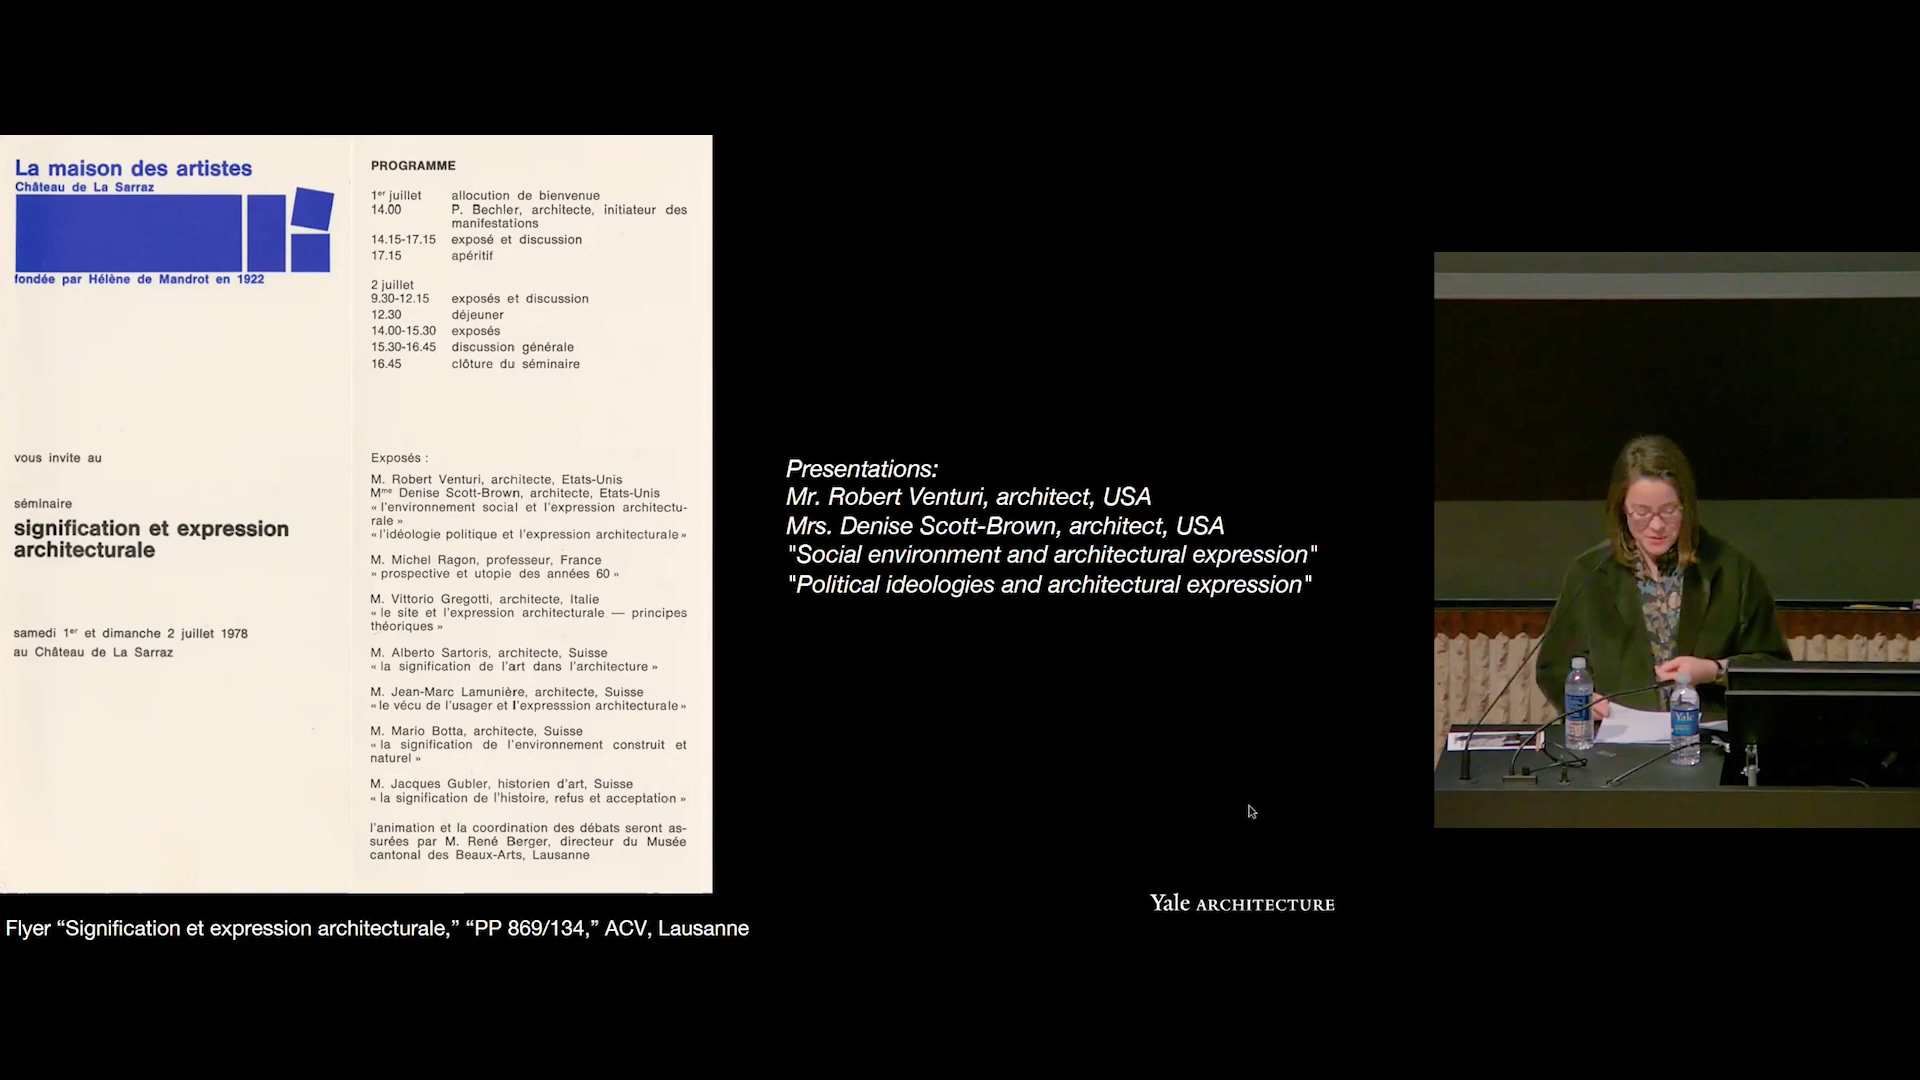 La maison des artistes
Château de La Sarraz
fondée par Hélène de Mandrot en 1922
vous invite au
séminaire
signification et expression
architecturale
samedi 1er et dimanche 2 juillet 1978
au Château de La Sarraz
PROGRAMME
1er juillet allocution de bienvenue
14.00 P. Bechler, architecte, initiateur des
manifestations
14.15-17.15 exposé et discussion
17.15 apéritif
2 juillet
9.30-12.15 exposés et discussion
12.30 déjeuner
14.00-15.30 exposés
15.30-16.45 discussion générale
16.45 clôture du séminaire
Exposés :
M. Robert Venturi, architecte, Etats-Unis
Mme Denise Scott-Brown, architecte, Etats-Unis
« l'environnement social et l'expression architectu-
rale »
« l'idéologie politique et l'expression architecturale »
M. Michel Ragon, professeur, France
« prospective et utopie des années 60 »
M. Vittorio Gregotti, architecte, Italie
« le site et l'expression architecturale — principes
théoriques »
M. Alberto Sartoris, architecte, Suisse
« la signification de l'art dans l'architecture »
M. Jean-Marc Lamunière, architecte, Suisse
« le vécu de l'usager et l'expresssion architecturale »
M. Mario Botta, architecte, Suisse
« la signification de l'environnement construit et
naturel »
M. Jacques Gubler, historien d'art, Suisse
« la signification de l'histoire, refus et acceptation »
l'animation et la coordination des débats seront as-
surées par M. René Berger, directeur du Musée
cantonal des Beaux-Arts, Lausanne
Flyer “Signification et expression architecturale,” “PP 869/134,” ACV, Lausanne
Presentations:
Mr. Robert Venturi, architect, USA
Mrs. Denise Scott-Brown, architect, USA
"Social environment and architectural expression"
"Political ideologies and architectural expression"
Yale ARCHITECTURE
Yale